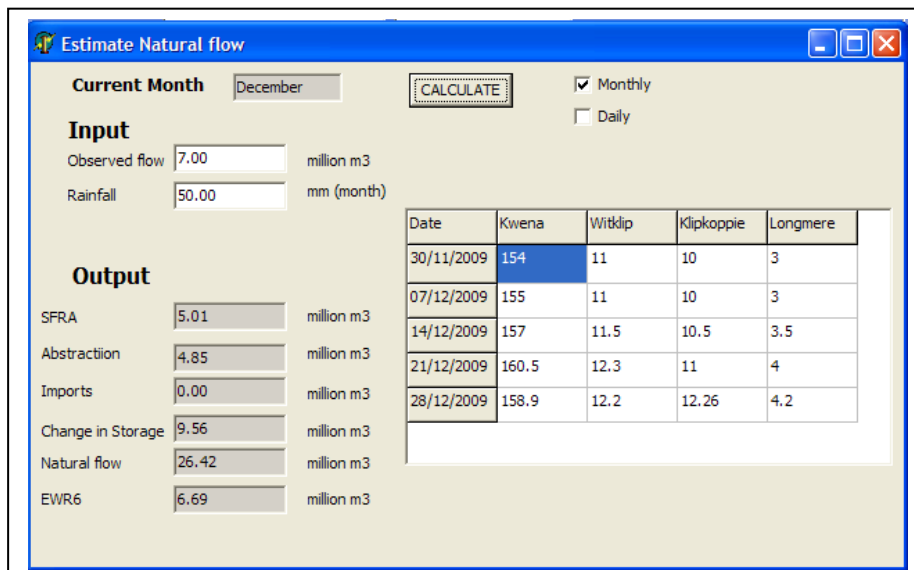 Estimate Natural flow
Current Month December CALCULATE Monthly
Daily
Input
Observed flow 7.00 million m3
Rainfall 50.00 mm (month)
Date Kwena Witklip Klipkoppie Longmere
30/11/2009 154 11 10 3
07/12/2009 155 11 10 3
14/12/2009 157 11.5 10.5 3.5
21/12/2009 160.5 12.3 11 4
28/12/2009 158.9 12.2 12.26 4.2
Output
SFRA 5.01 million m3
Abstractiion 4.85 million m3
Imports 0.00 million m3
Change in Storage 9.56 million m3
Natural flow 26.42 million m3
EWR6 6.69 million m3